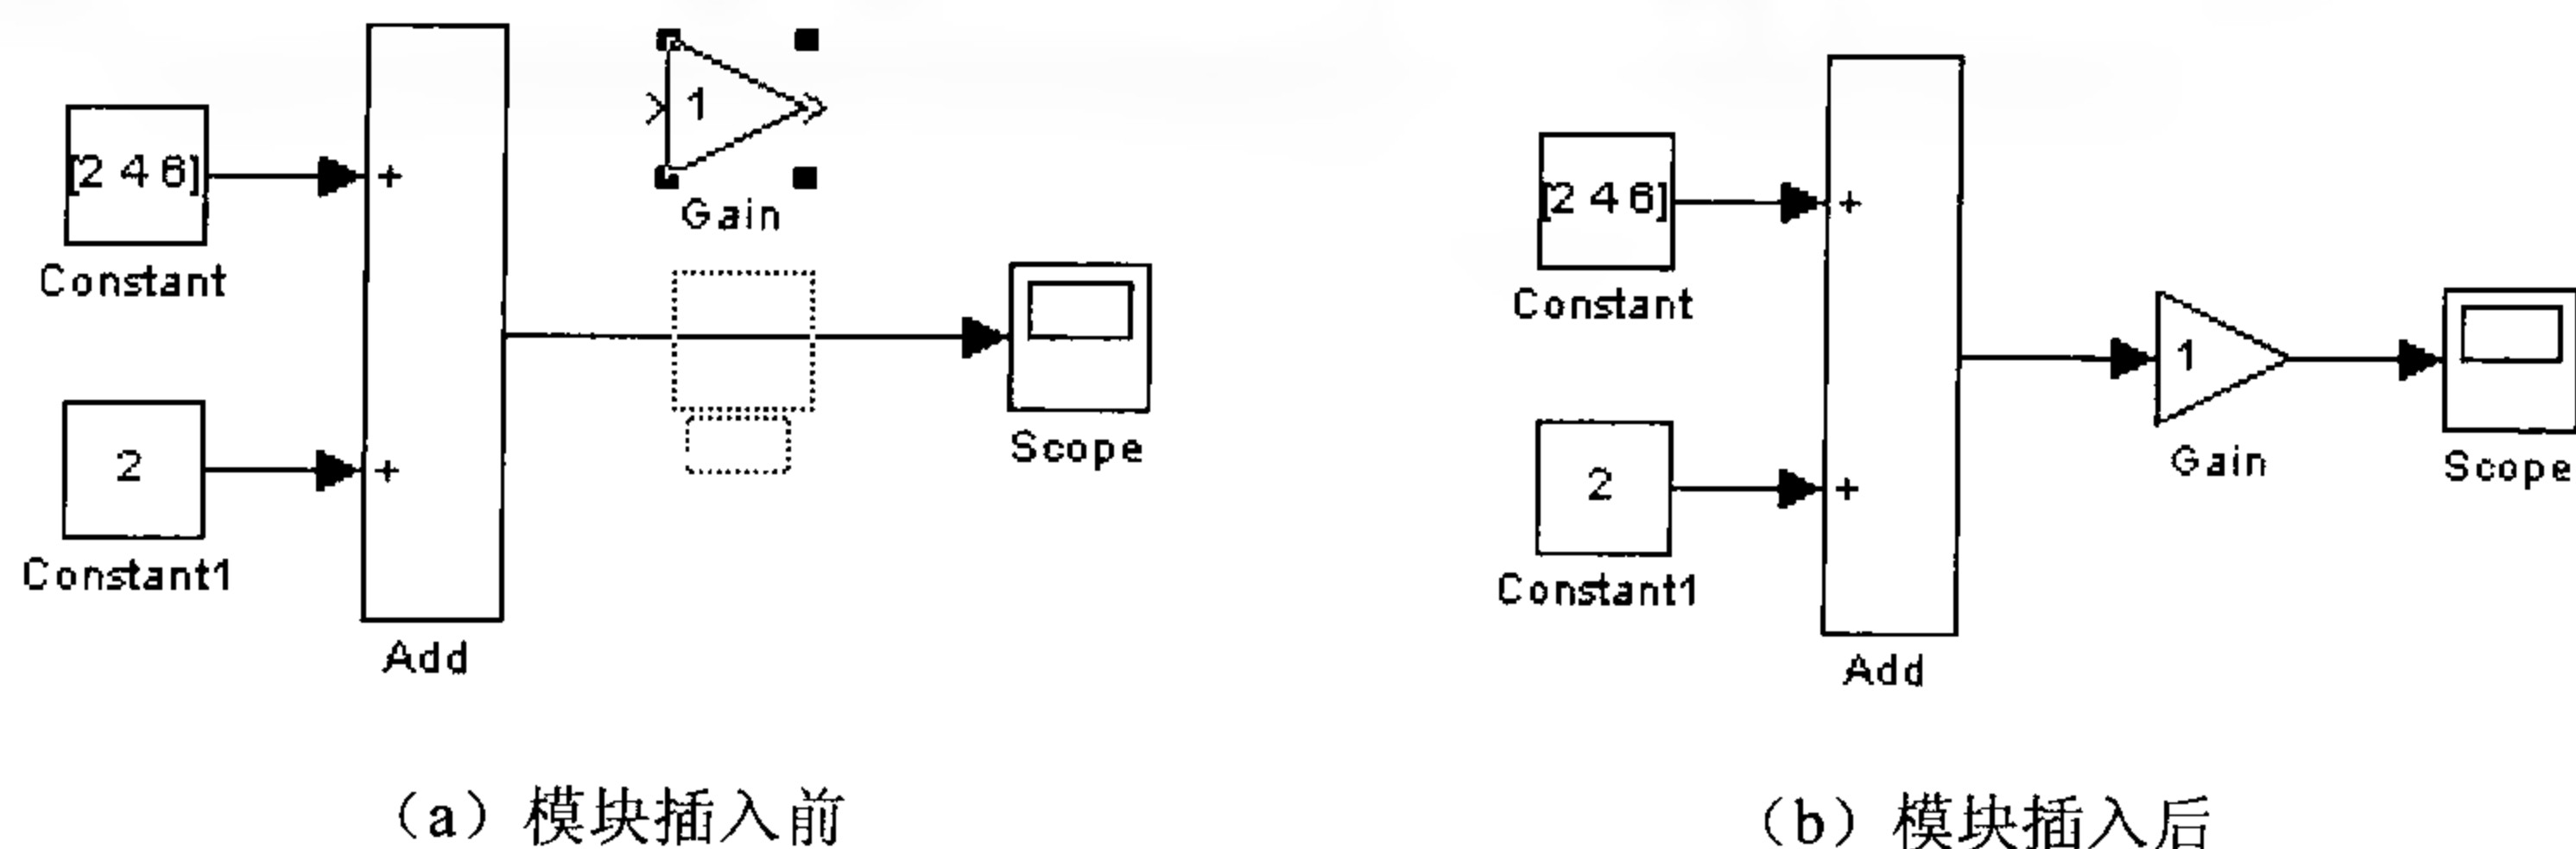 1
[2 4 6]
+
Gain
Constant
Scope
2
+
Constant1
Add
(a) 模块插入前
[2 4 6]
+
Constant
1
Gain
Scope
2
+
Constant1
Add
(b) 模块插入后